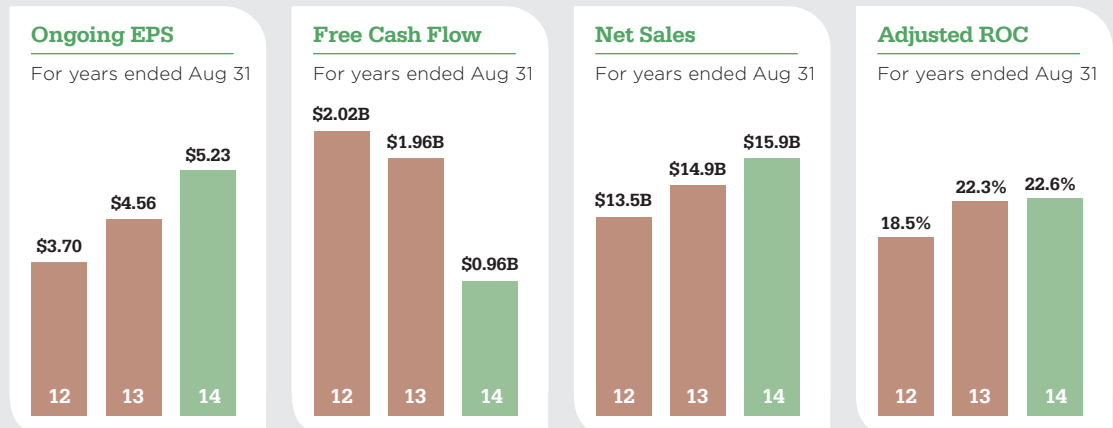 Ongoing EPS
For years ended Aug 31
$3.70
$4.56
$5.23
12
13
14
Free Cash Flow
For years ended Aug 31
$2.02B
$1.96B
$0.96B
12
13
14
Net Sales
For years ended Aug 31
$13.5B
$14.9B
$15.9B
12
13
14
Adjusted ROC
For years ended Aug 31
18.5%
22.3%
22.6%
12
13
14